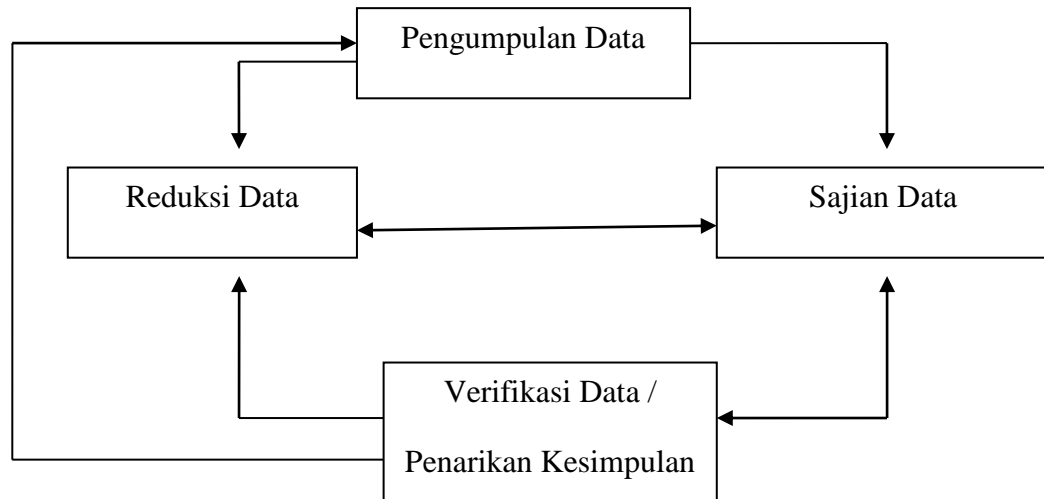 Pengumpulan Data
Reduksi Data
Sajian Data
Verifikasi Data /
Penarikan Kesimpulan